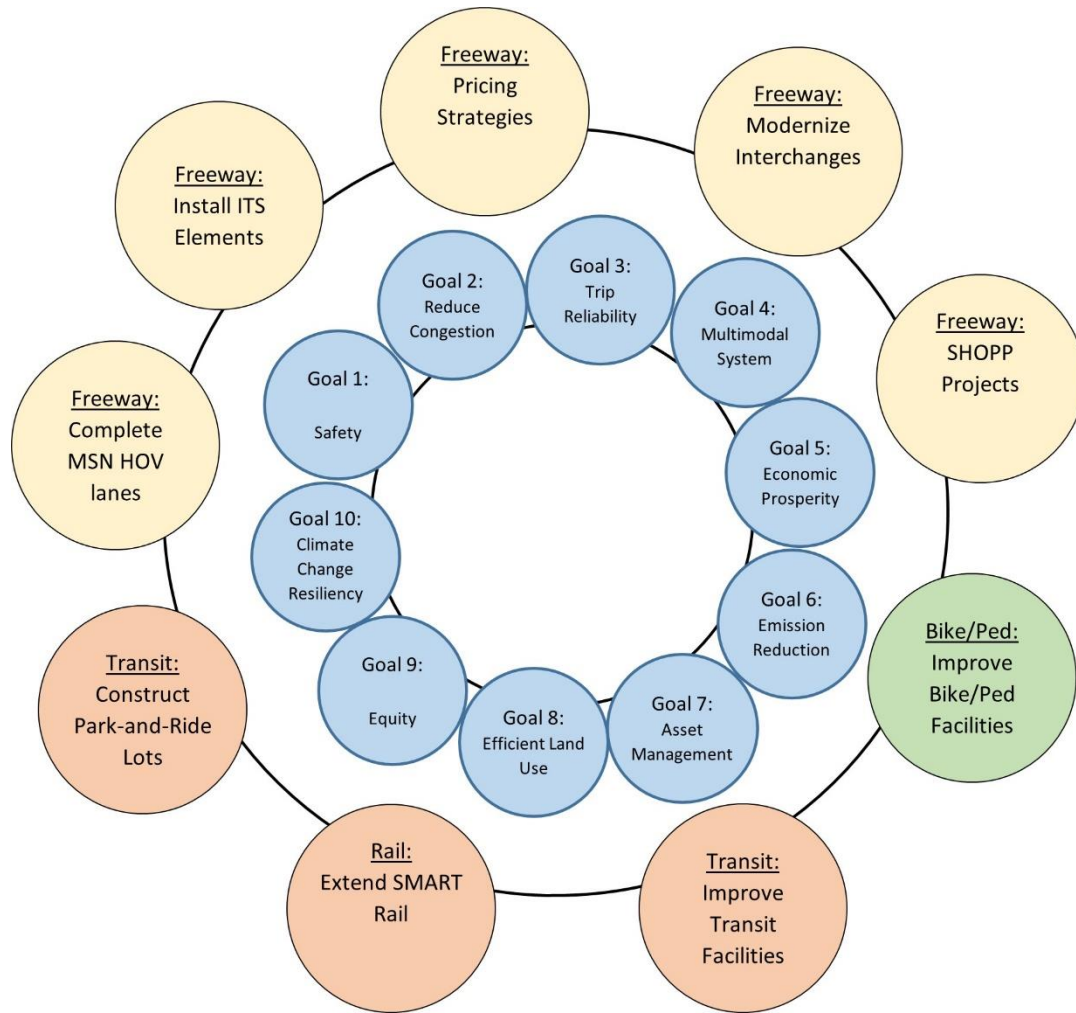 Freeway:
Pricing
Strategies
Freeway:
Modernize
Interchanges
Freeway:
SHOPP
Projects
Bike/Ped:
Improve
Bike/Ped
Facilities
Transit:
Improve
Transit
Facilities
Rail:
Extend SMART
Rail
Transit:
Construct
Park-and-Ride
Lots
Freeway:
Complete
MSN HOV
lanes
Freeway:
Install ITS
Elements
Goal 1:
Safety
Goal 2:
Reduce
Congestion
Goal 3:
Trip
Reliability
Goal 4:
Multimodal
System
Goal 5:
Economic
Prosperity
Goal 6:
Emission
Reduction
Goal 7:
Asset
Management
Goal 8:
Efficient Land
Use
Goal 9:
Equity
Goal 10:
Climate
Change
Resiliency